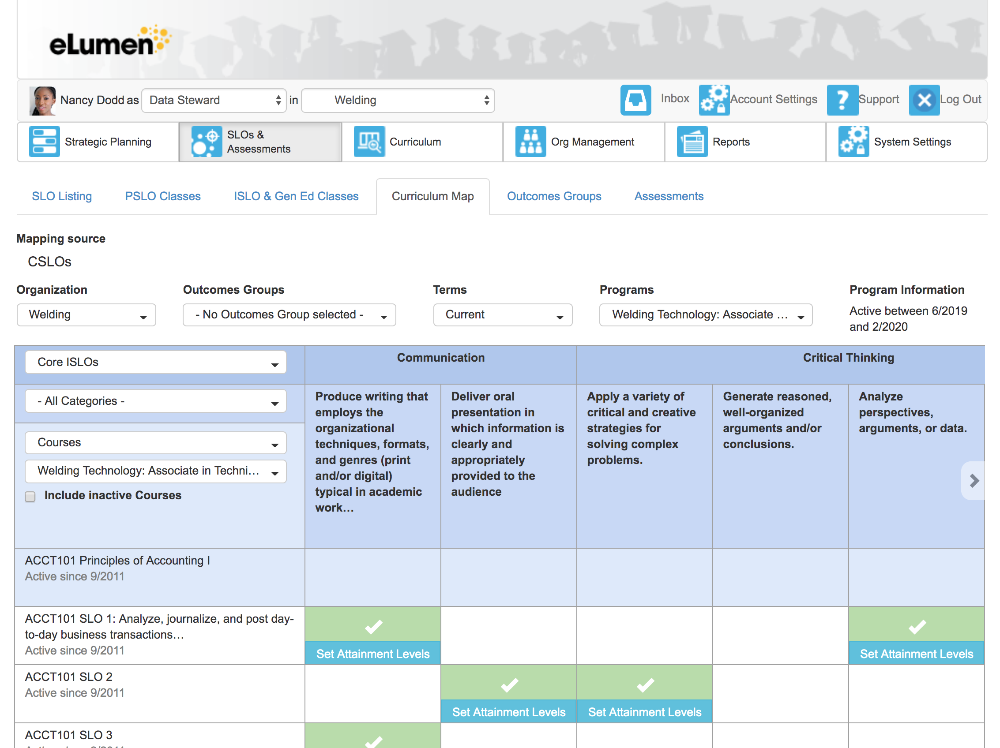 eLumen
Nancy Dodd as Data Steward in Welding Inbox Account Settings Support Log Out
Strategic Planning
SLOs &
Assessments
Curriculum
Org Management
Reports
System Settings
SLO Listing PSLO Classes ISLO & Gen Ed Classes Curriculum Map Outcomes Groups Assessments
Mapping source
CSLOs
Organization
Welding
Outcomes Groups
- No Outcomes Group selected -
Terms
Current
Programs
Welding Technology: Associate ...
Program Information
Active between 6/2019
and 2/2020
Core ISLOs
- All Categories -
Courses
Welding Technology: Associate in Techni...
Include inactive Courses
Communication
Critical Thinking
Produce writing that
employs the
organizational
techniques, formats,
and genres (print
and/or digital)
typical in academic
work...
Deliver oral
presentation in
which information is
clearly and
appropriately
provided to the
audience
Apply a variety of
critical and creative
strategies for
solving complex
problems.
Generate reasoned,
well-organized
arguments and/or
conclusions.
Analyze
perspectives,
arguments, or data.
ACCT101 Principles of Accounting I
Active since 9/2011
ACCT101 SLO 1: Analyze, journalize, and post day-
to-day business transactions...
Active since 9/2011
Set Attainment Levels
Set Attainment Levels
ACCT101 SLO 2
Active since 9/2011
Set Attainment Levels
Set Attainment Levels
ACCT101 SLO 3